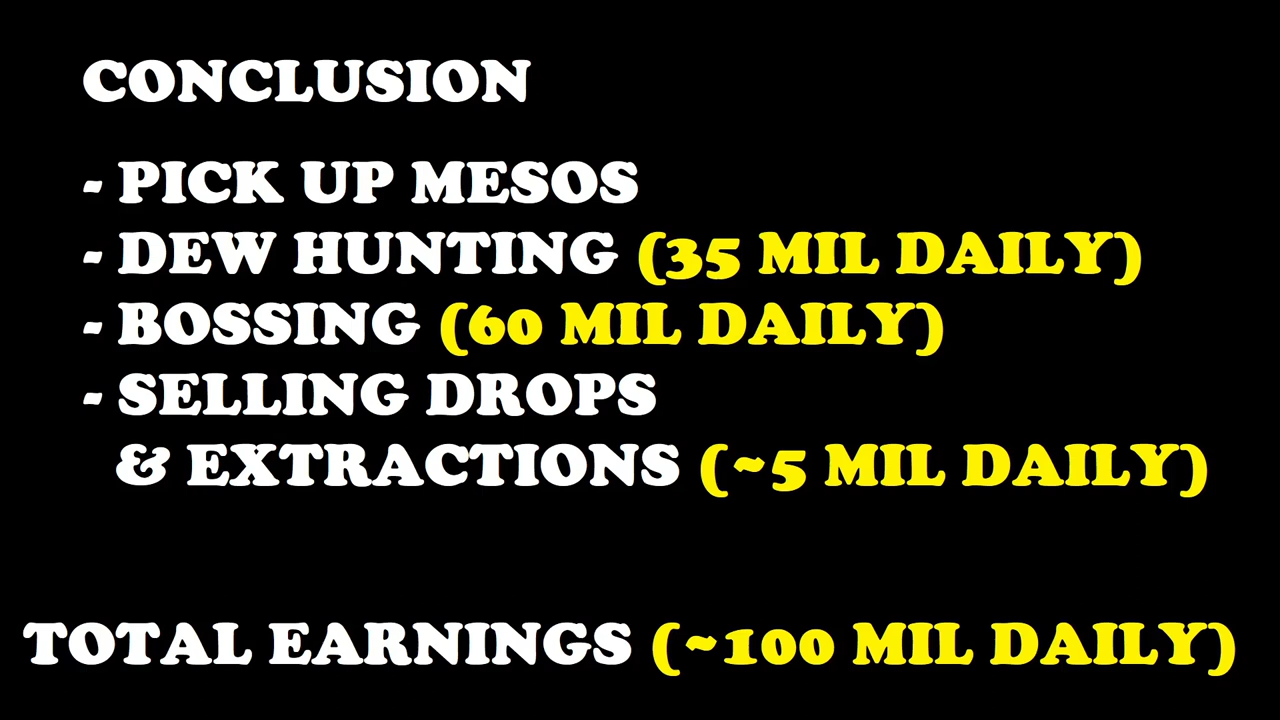 CONCLUSION
- PICK UP MESOS
- DEW HUNTING (35 MIL DAILY)
- BOSSING (60 MIL DAILY)
- SELLING DROPS
& EXTRACTIONS (~5 MIL DAILY)
TOTAL EARNINGS (~100 MIL DAILY)